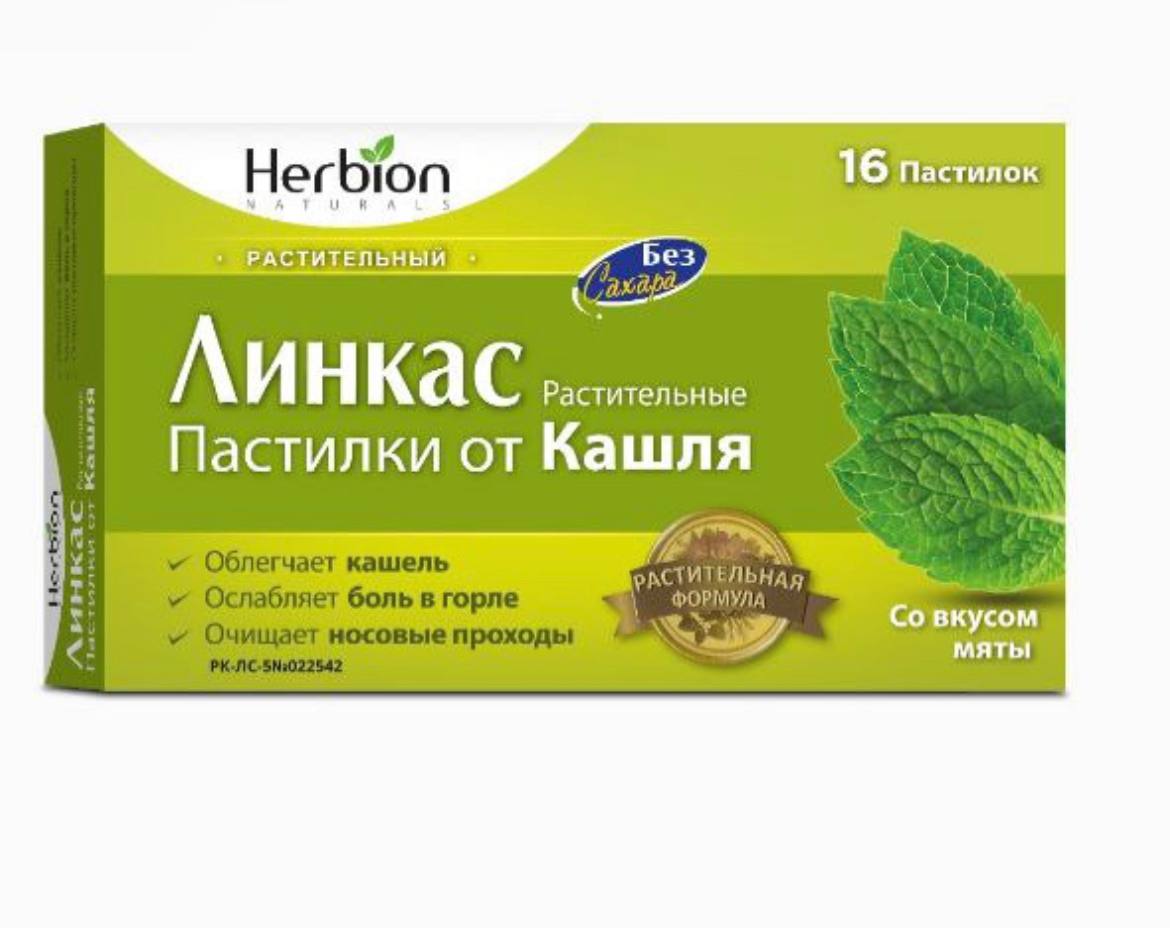 Herbion
NATURALS
16 Пастилок
РАСТИТЕЛЬНЫЙ
Без
Сахара
Линкас Растительные
Пастилки от Кашля
Облегчает кашель
Ослабляет боль в горле
Очищает носовые проходы
РК-ЛС-5№022542
РАСТИТЕЛЬНАЯ
ФОРМУЛА
Со вкусом
мяты
Herbion
Линкас
Пастилки от Кашля